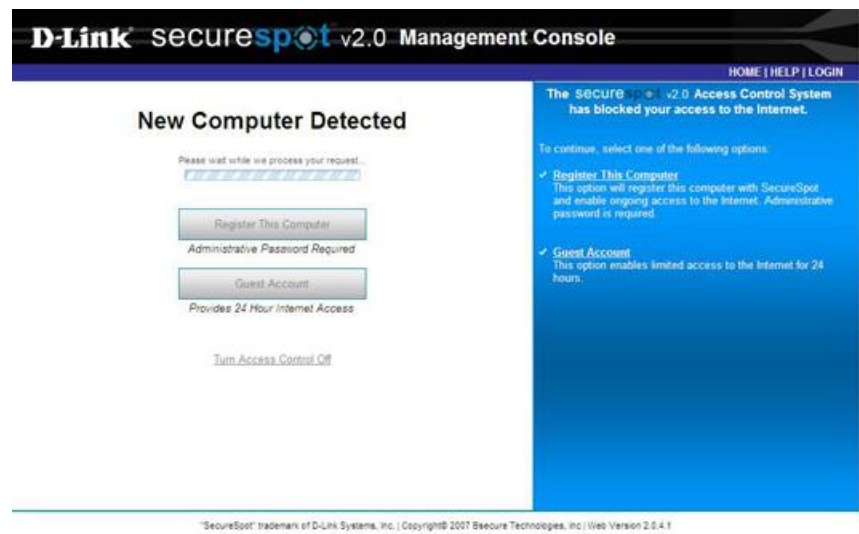 D-Link securespot v2.0 Management Console
HOME | HELP | LOGIN
New Computer Detected
Please wait while we process your request...
Register This Computer
Administrative Password Required
Guest Account
Provides 24 Hour Internet Access
Turn Access Control Off
The securespot v2.0 Access Control System
has blocked your access to the Internet.
To continue, select one of the following options:
Register This Computer
This option will register this computer with SecureSpot
and enable ongoing access to the Internet. Administrative
password is required.
Guest Account
This option enables limited access to the Internet for 24
hours.
"SecureSpot" trademark of D-Link Systems, Inc. | Copyright© 2007 Bsecure Technologies, Inc | Web Version 2.0.4.1